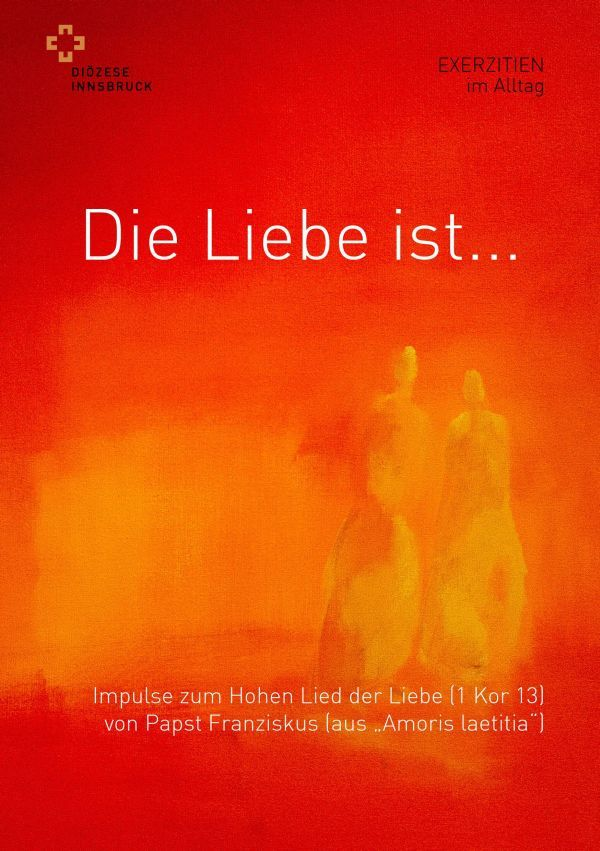 DIÖZESE
INNSBRUCK
EXERZITIEN
im Alltag
Die Liebe ist...
Impulse zum Hohen Lied der Liebe (1 Kor 13)
von Papst Franziskus (aus „Amoris laetitia“)